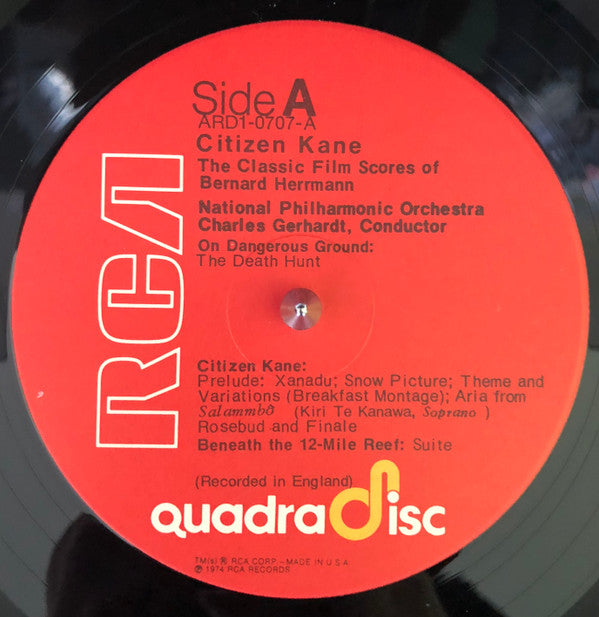 Side A
ARD1-0707-A
Citizen Kane
The Classic Film Scores of
Bernard Herrmann
National Philharmonic Orchestra
Charles Gerhardt, Conductor
On Dangerous Ground:
The Death Hunt
RCA
Citizen Kane:
Prelude: Xanadu; Snow Picture; Theme and
Variations (Breakfast Montage); Aria from
Salammbô (Kiri Te Kanawa, Soprano )
Rosebud and Finale
Beneath the 12-Mile Reef: Suite
(Recorded in England)
quadradisc
TM(s) ® RCA CORP.–MADE IN U.S.A.
℗ 1974 RCA RECORDS